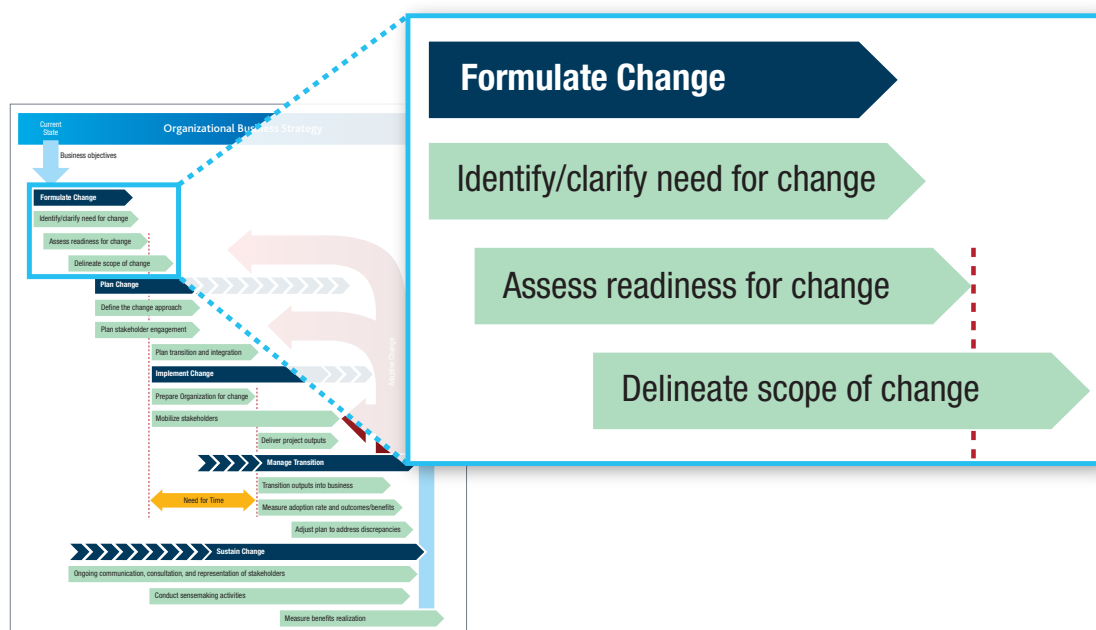 Formulate Change
Identify/clarify need for change
Assess readiness for change
Delineate scope of change
Current
State
Organizational Business Strategy
Business objectives
Formulate Change
Identify/clarify need for change
Assess readiness for change
Delineate scope of change
Plan Change
Define the change approach
Plan stakeholder engagement
Plan transition and integration
Implement Change
Prepare Organization for change
Mobilize stakeholders
Deliver project outputs
Manage Transition
Transition outputs into business
Need for Time
Measure adoption rate and outcomes/benefits
Adjust plan to address discrepancies
Sustain Change
Ongoing communication, consultation, and representation of stakeholders
Conduct sensemaking activities
Measure benefits realization